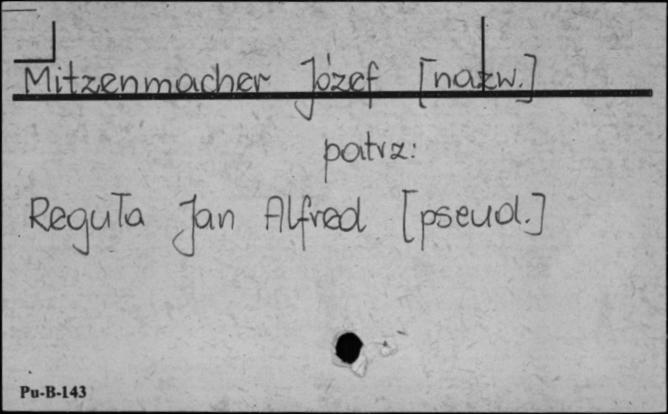 Mitzenmacher Józef [nazw.]
patrz:
Reguła Jan Alfred [pseud.]
Pu-B-143